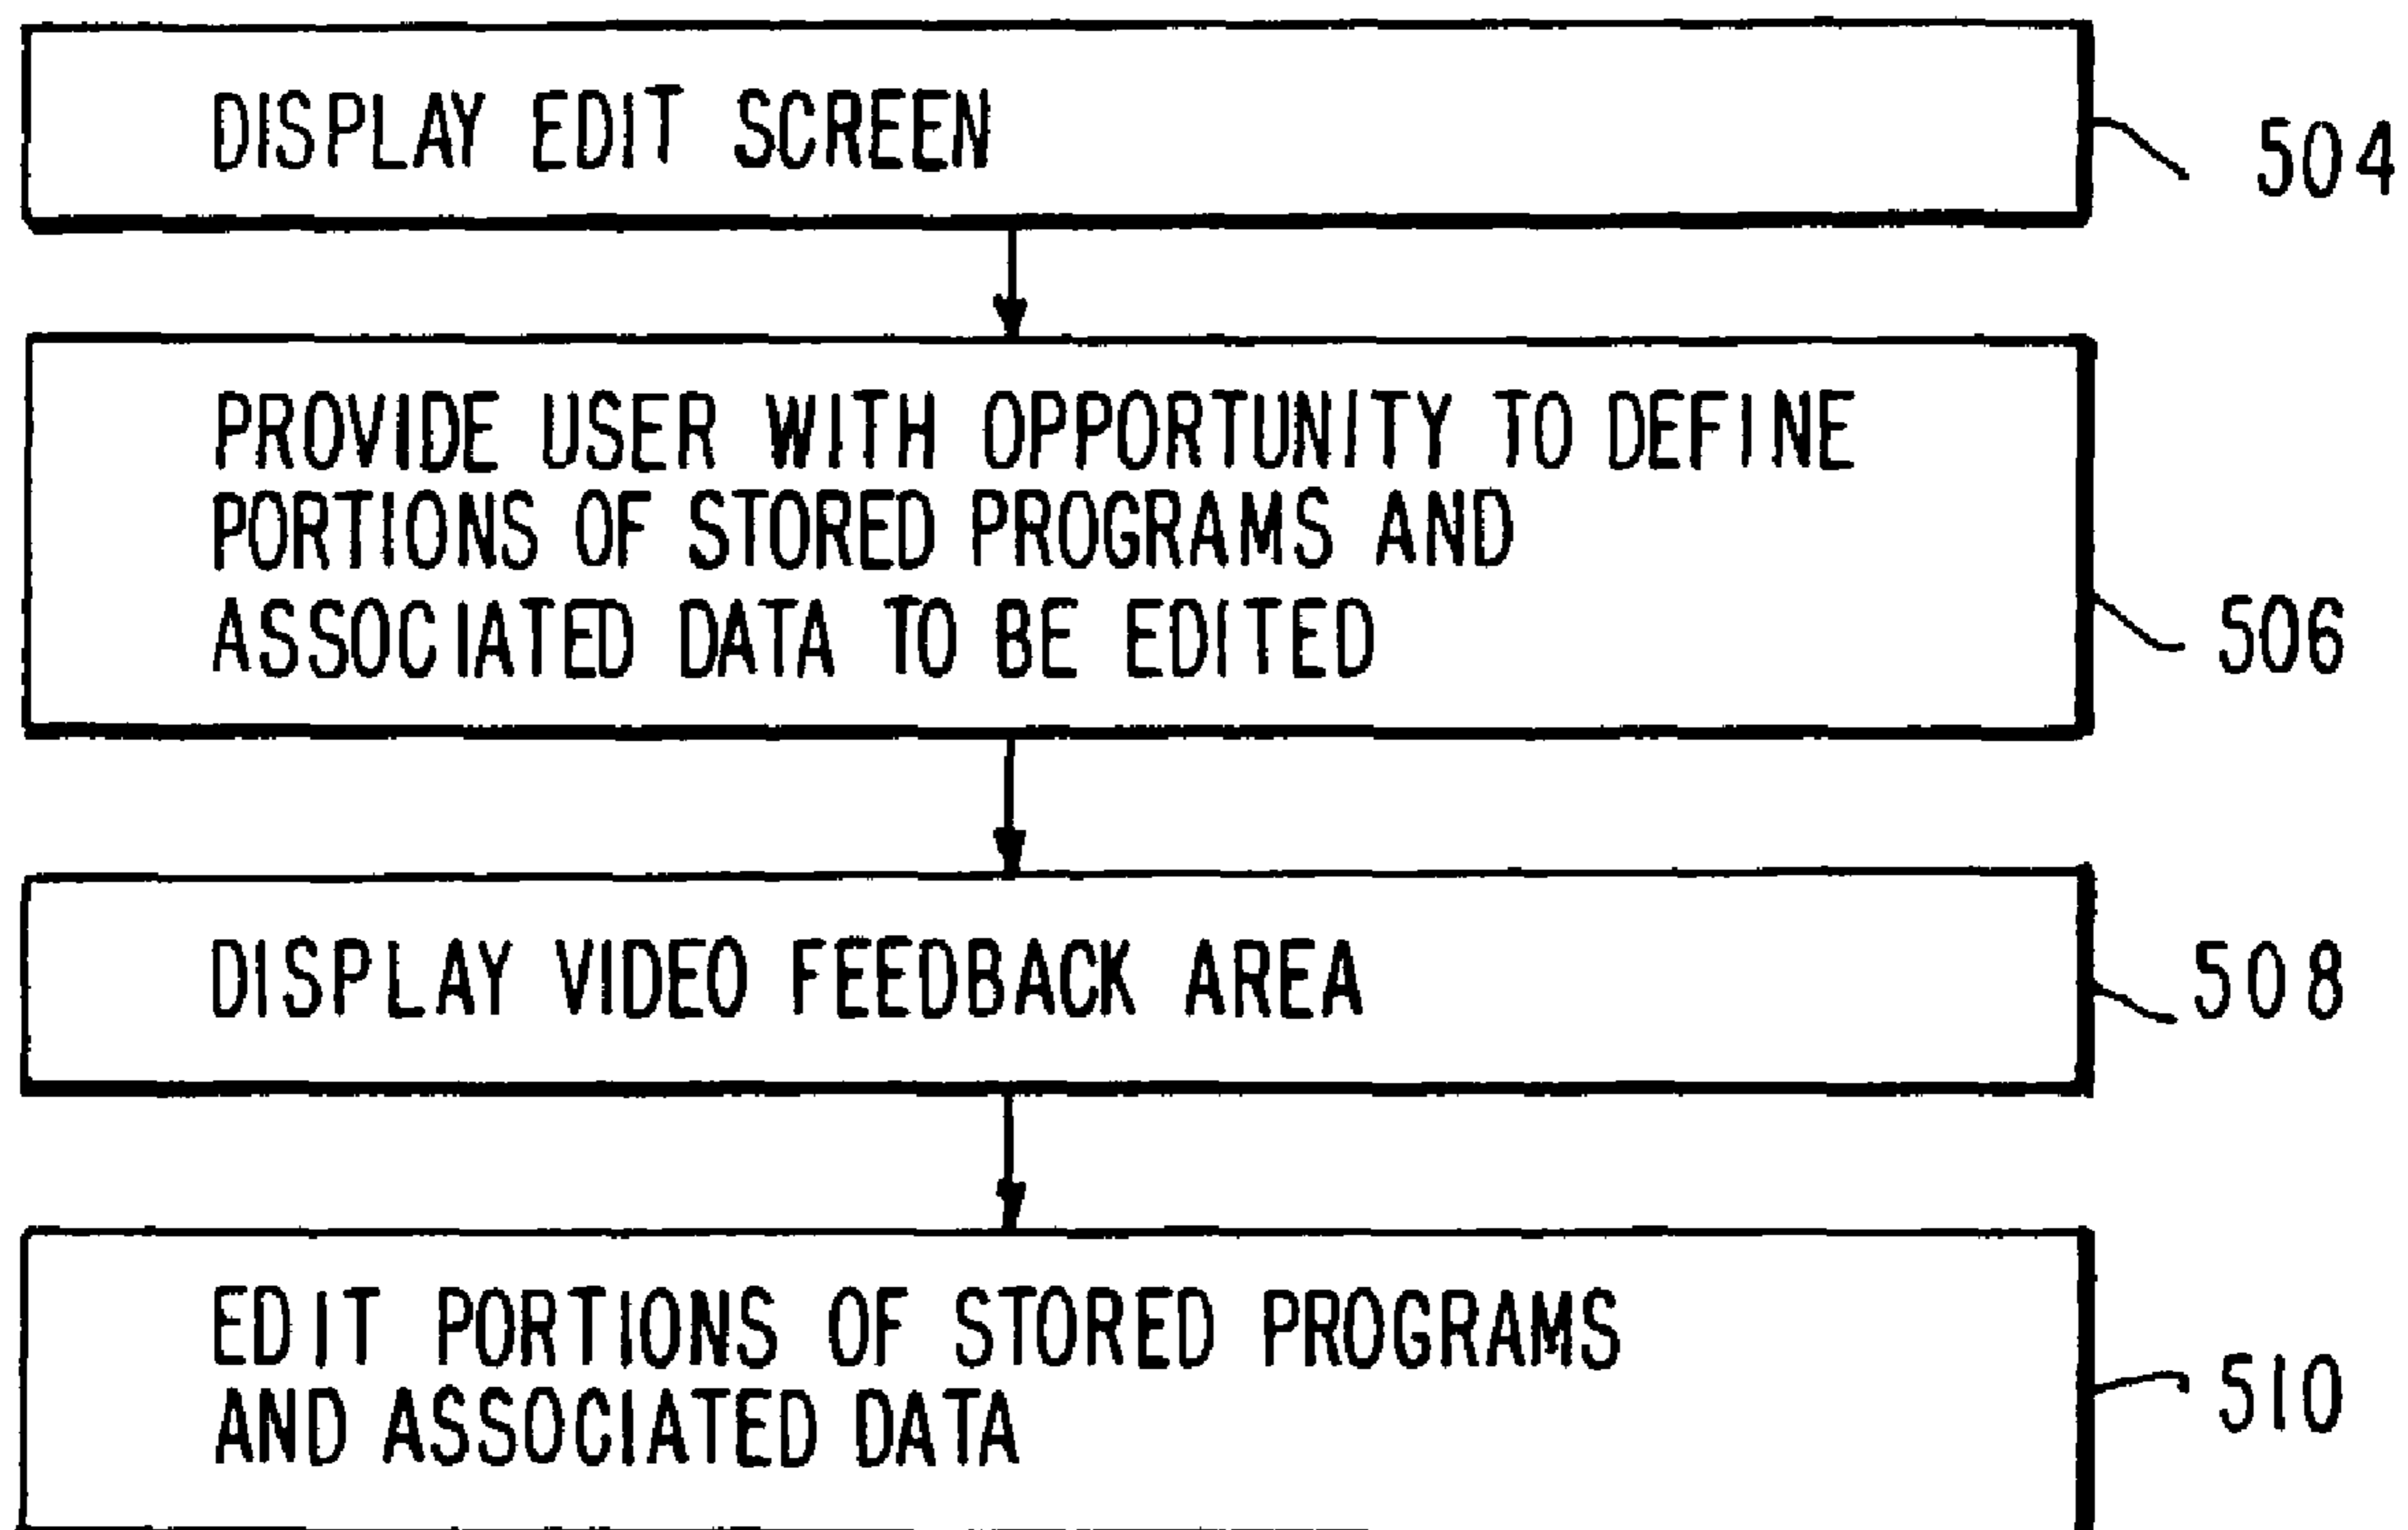 DISPLAY EDIT SCREEN
504
PROVIDE USER WITH OPPORTUNITY TO DEFINE
PORTIONS OF STORED PROGRAMS AND
ASSOCIATED DATA TO BE EDITED
506
DISPLAY VIDEO FEEDBACK AREA
508
EDIT PORTIONS OF STORED PROGRAMS
AND ASSOCIATED DATA
510